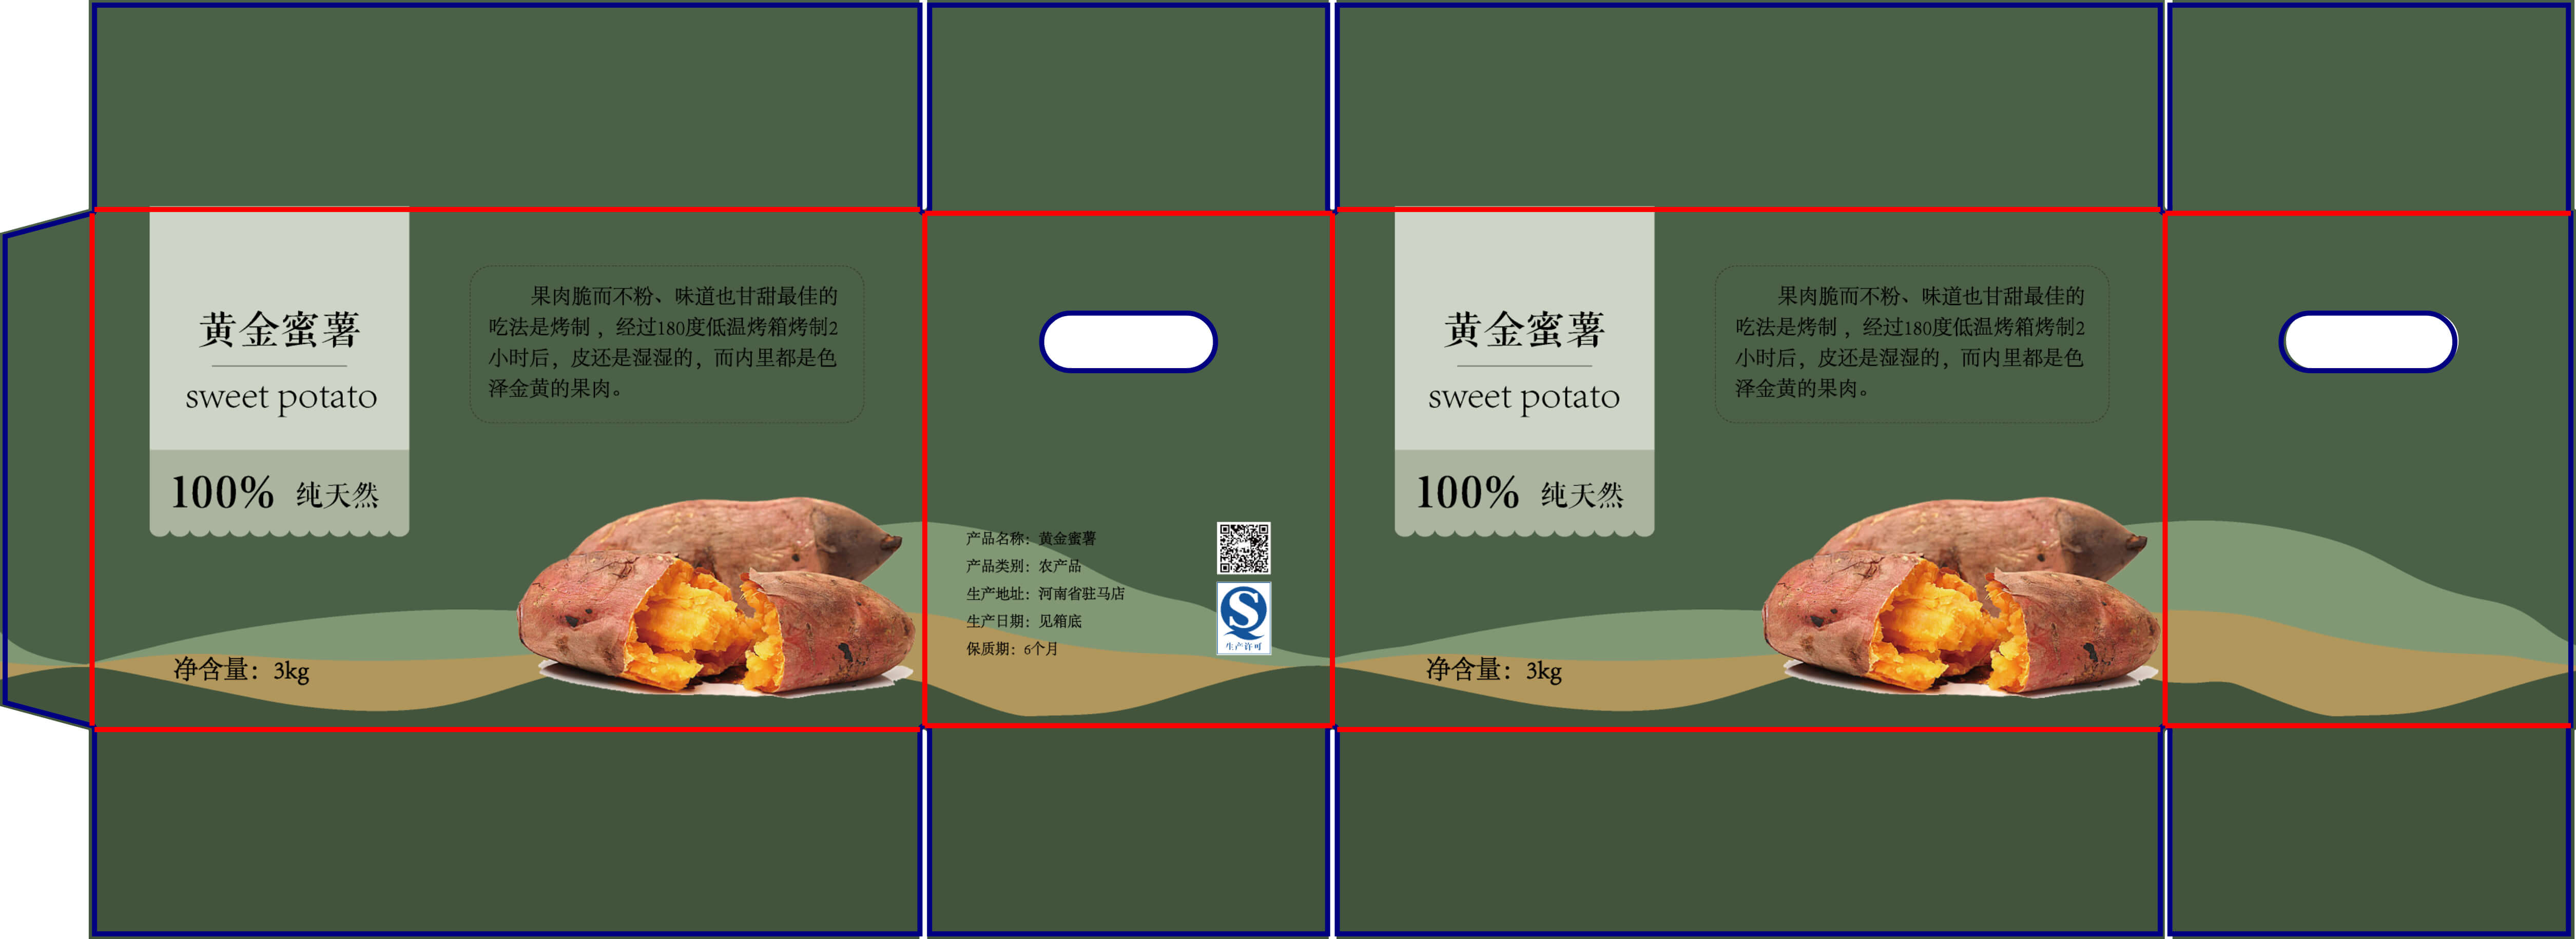 黄金蜜薯
sweet potato
100% 纯天然
果肉脆而不粉、味道也甘甜最佳的
吃法是烤制，经过180度低温烤箱烤制2
小时后，皮还是湿湿的，而内里都是色
泽金黄的果肉。
净含量：3kg
产品名称：黄金蜜薯
产品类别：农产品
生产地址：河南省驻马店
生产日期：见箱底
保质期：6个月
QS
生产许可
黄金蜜薯
sweet potato
100% 纯天然
果肉脆而不粉、味道也甘甜最佳的
吃法是烤制，经过180度低温烤箱烤制2
小时后，皮还是湿湿的，而内里都是色
泽金黄的果肉。
净含量：3kg